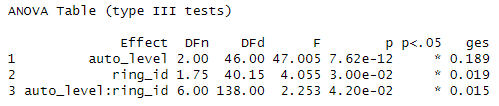 ANOVA Table (type III tests)
Effect DFn DFd F p p<.05 ges
1 auto_level 2.00 46.00 47.005 7.62e-12 * 0.189
2 ring_id 1.75 40.15 4.055 3.00e-02 * 0.019
3 auto_level:ring_id 6.00 138.00 2.253 4.20e-02 * 0.015